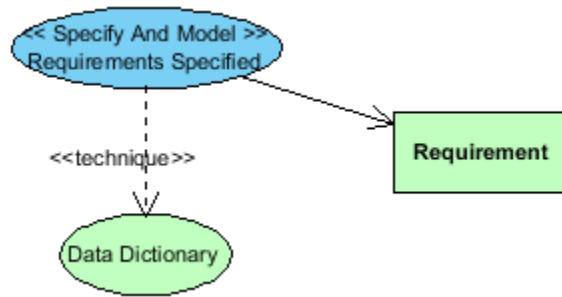 << Specify And Model >>
Requirements Specified
Requirement
<<technique>>
Data Dictionary